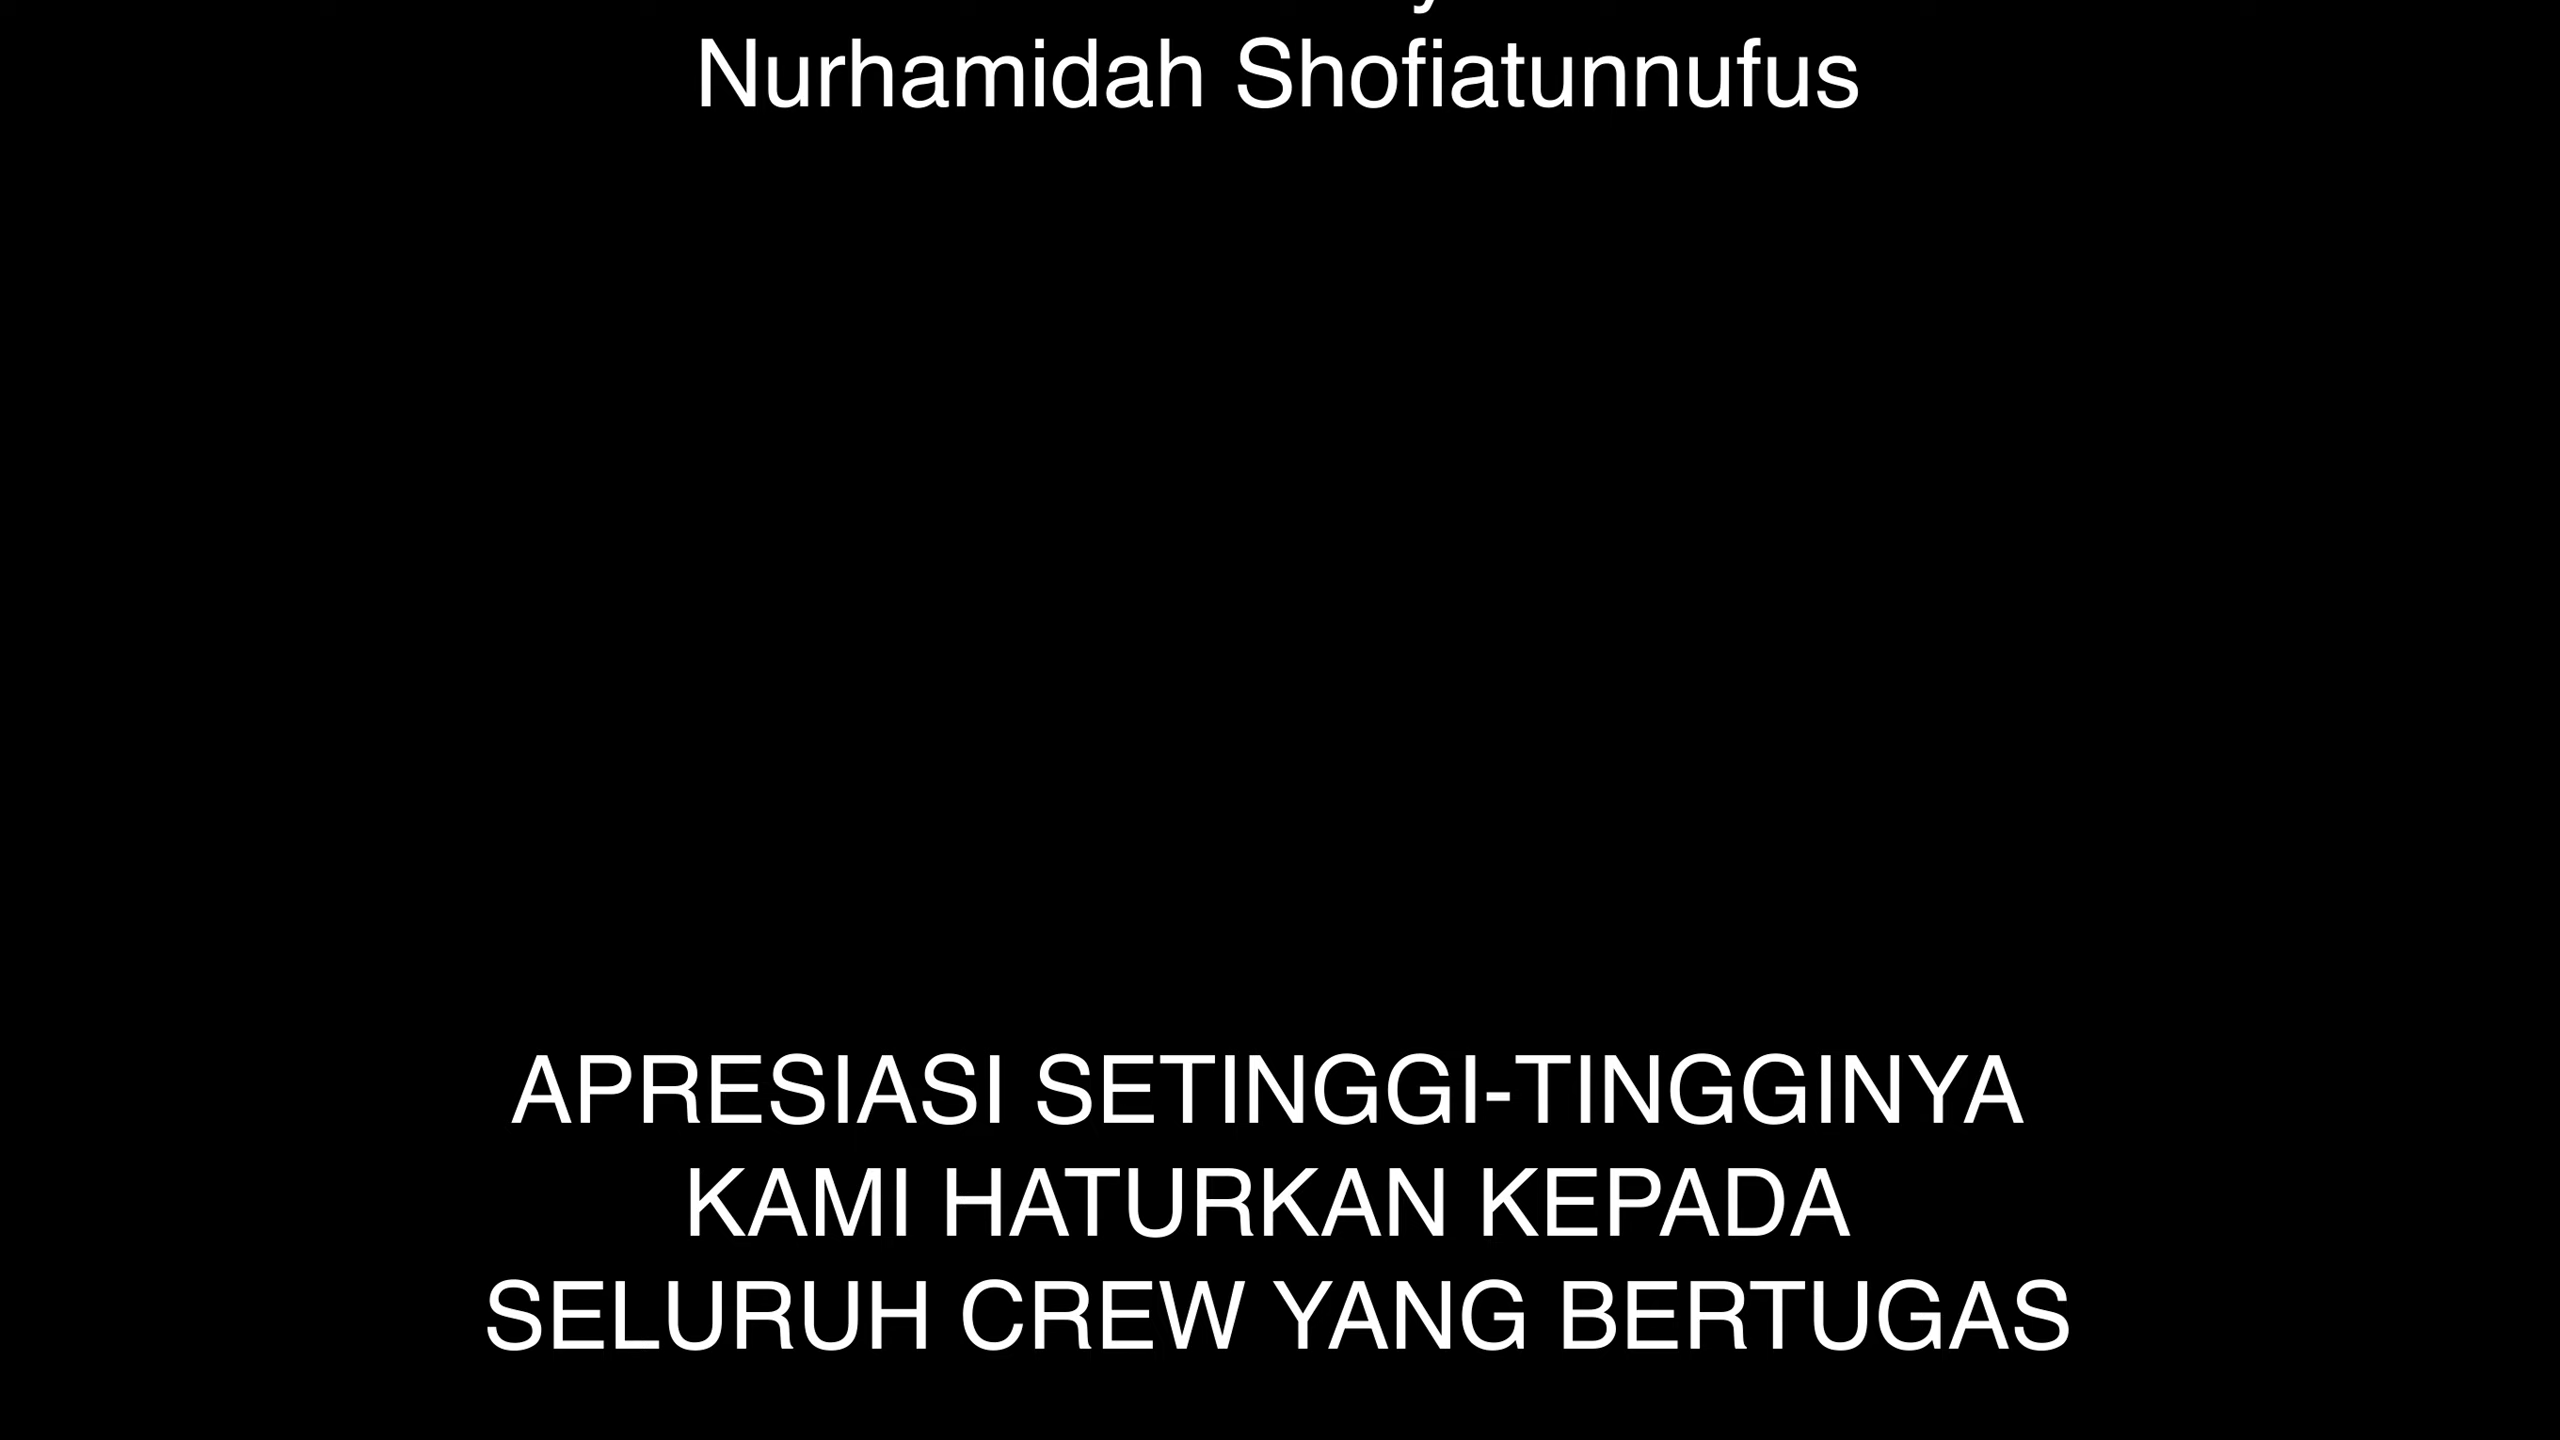 Nurhamidah Shofiatunnufus
APRESIASI SETINGGI-TINGGINYA
KAMI HATURKAN KEPADA
SELURUH CREW YANG BERTUGAS